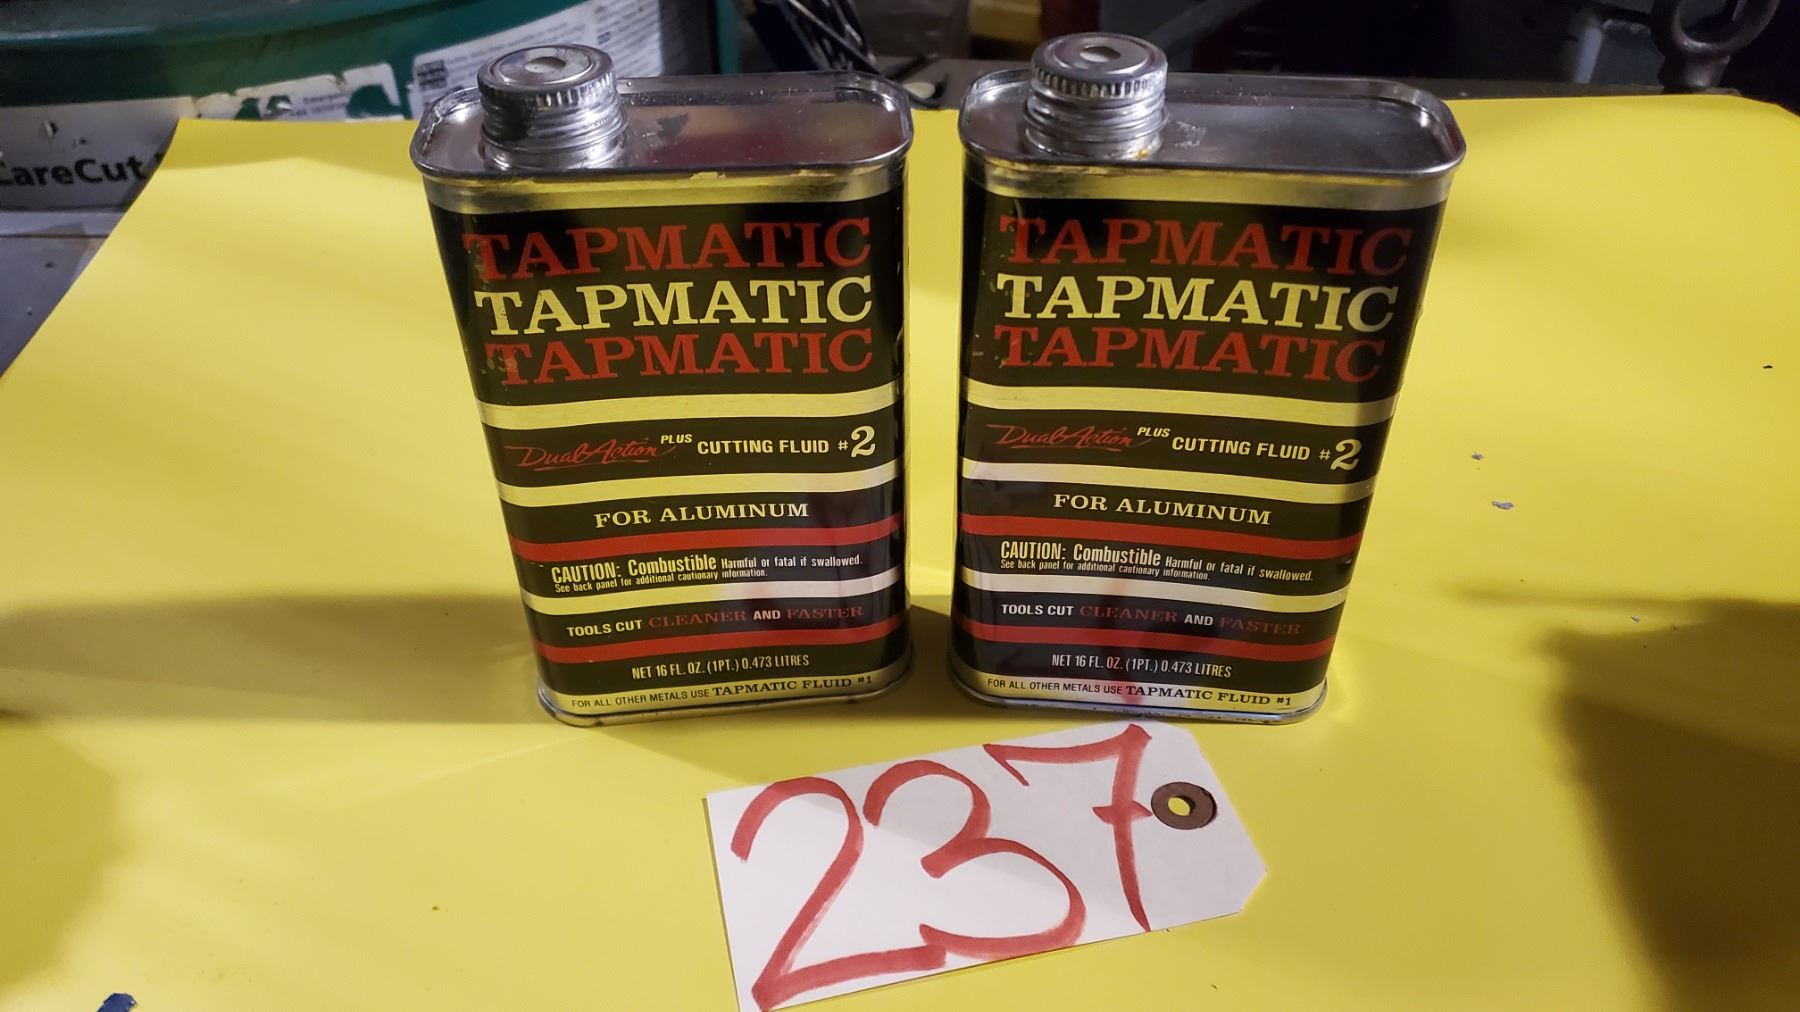 CareCut
TAPMATIC
TAPMATIC
TAPMATIC
Dual Action PLUS CUTTING FLUID #2
FOR ALUMINUM
CAUTION: Combustible Harmful or fatal if swallowed.
See back panel for additional cautionary information.
TOOLS CUT CLEANER AND FASTER
NET 16 FL. OZ. (1PT.) 0.473 LITRES
FOR ALL OTHER METALS USE TAPMATIC FLUID #1
TAPMATIC
TAPMATIC
TAPMATIC
Dual Action PLUS CUTTING FLUID #2
FOR ALUMINUM
CAUTION: Combustible Harmful or fatal if swallowed.
See back panel for additional cautionary information.
TOOLS CUT CLEANER AND FASTER
NET 16 FL. OZ. (1PT.) 0.473 LITRES
FOR ALL OTHER METALS USE TAPMATIC FLUID #1
237